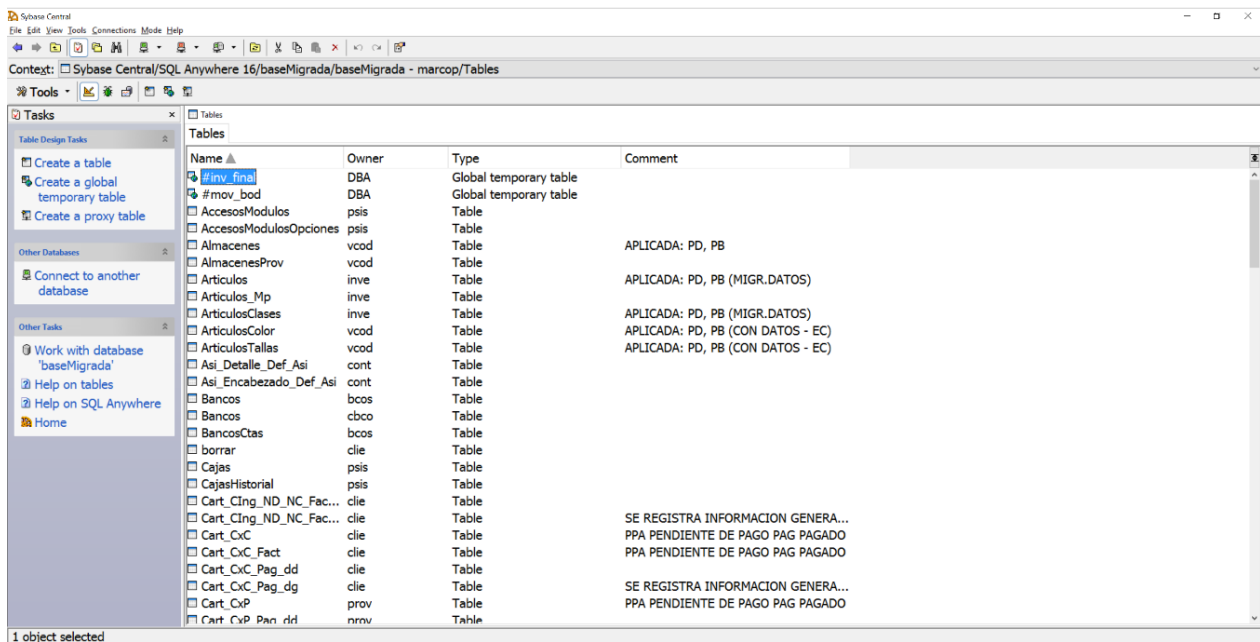 Sybase Central
File Edit View Tools Connections Mode Help
Context: Sybase Central/SQL Anywhere 16/baseMigrada/baseMigrada - marcop/Tables
Tools
Tasks
Table Design Tasks
Create a table
Create a global
temporary table
Create a proxy table
Other Databases
Connect to another
database
Other Tasks
Work with database
'baseMigrada'
Help on tables
Help on SQL Anywhere
Home
Tables
Tables
Name Owner Type Comment
#inv_final DBA Global temporary table
#mov_bod DBA Global temporary table
AccesosModulos psis Table
AccesosModulosOpciones psis Table
Almacenes vcod Table APLICADA: PD, PB
AlmacenesProv vcod Table
Articulos inve Table APLICADA: PD, PB (MIGR.DATOS)
Articulos_Mp inve Table
ArticulosClases inve Table APLICADA: PD, PB (MIGR.DATOS)
ArticulosColor vcod Table APLICADA: PD, PB (CON DATOS - EC)
ArticulosTallas vcod Table APLICADA: PD, PB (CON DATOS - EC)
Asi_Detalle_Def_Asi cont Table
Asi_Encabezado_Def_Asi cont Table
Bancos bcos Table
Bancos cbco Table
BancosCtas bcos Table
borrar clie Table
Cajas psis Table
CajasHistorial psis Table
Cart_CIng_ND_NC_Fac... clie Table
Cart_CIng_ND_NC_Fac... clie Table SE REGISTRA INFORMACION GENERA...
Cart_CxC clie Table PPA PENDIENTE DE PAGO PAG PAGADO
Cart_CxC_Fact clie Table PPA PENDIENTE DE PAGO PAG PAGADO
Cart_CxC_Pag_dd clie Table
Cart_CxC_Pag_dg clie Table SE REGISTRA INFORMACION GENERA...
Cart_CxP prov Table PPA PENDIENTE DE PAGO PAG PAGADO
Cart_CxP_Pag_dd prov Table
1 object selected